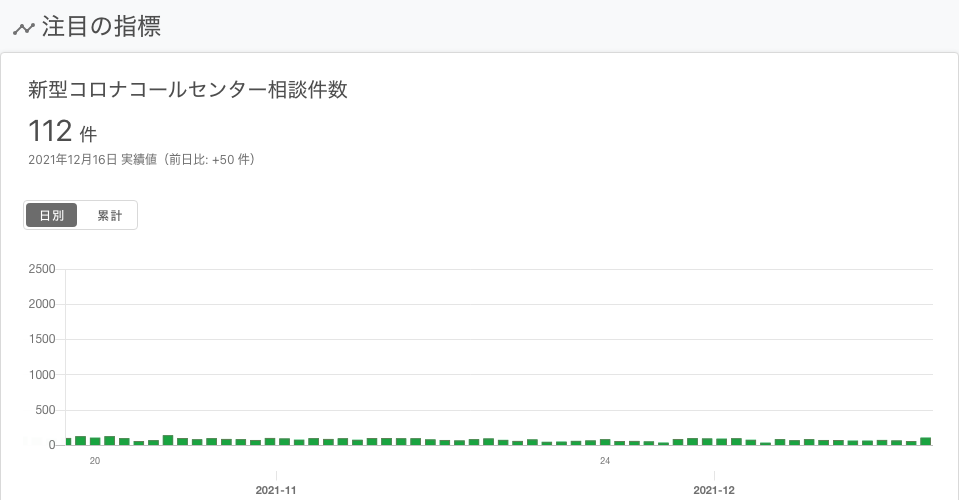 注目の指標
新型コロナコールセンター相談件数
112 件
2021年12月16日 実績値（前日比: +50 件）
日別 累計
2500
2000
1500
1000
500
0
20 24
2021-11 2021-12